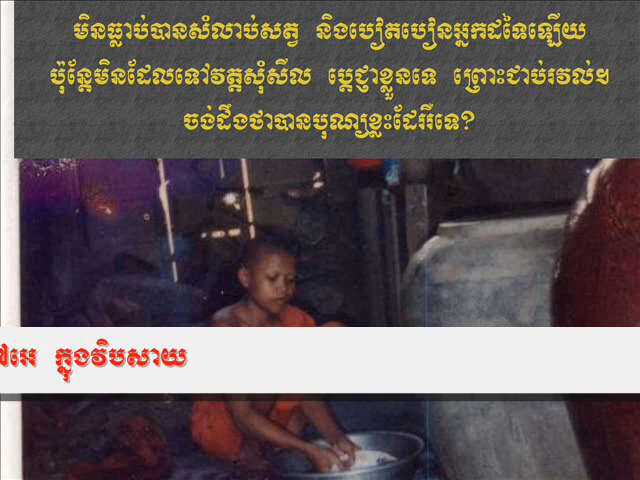 មិនធ្លាប់បានសំលាប់សត្វ និងបៀតបៀនអ្នកដទៃឡើយ
ប៉ុន្តែមិនដែលទៅវត្តសុំសីល ប្តេជ្ញាខ្លួនទេ ព្រោះជាប់រវល់ៗ
ចង់ដឹងថាបានបុណ្យខ្លះដែររឺទេ?
អេ ក្នុងវិបសាយ